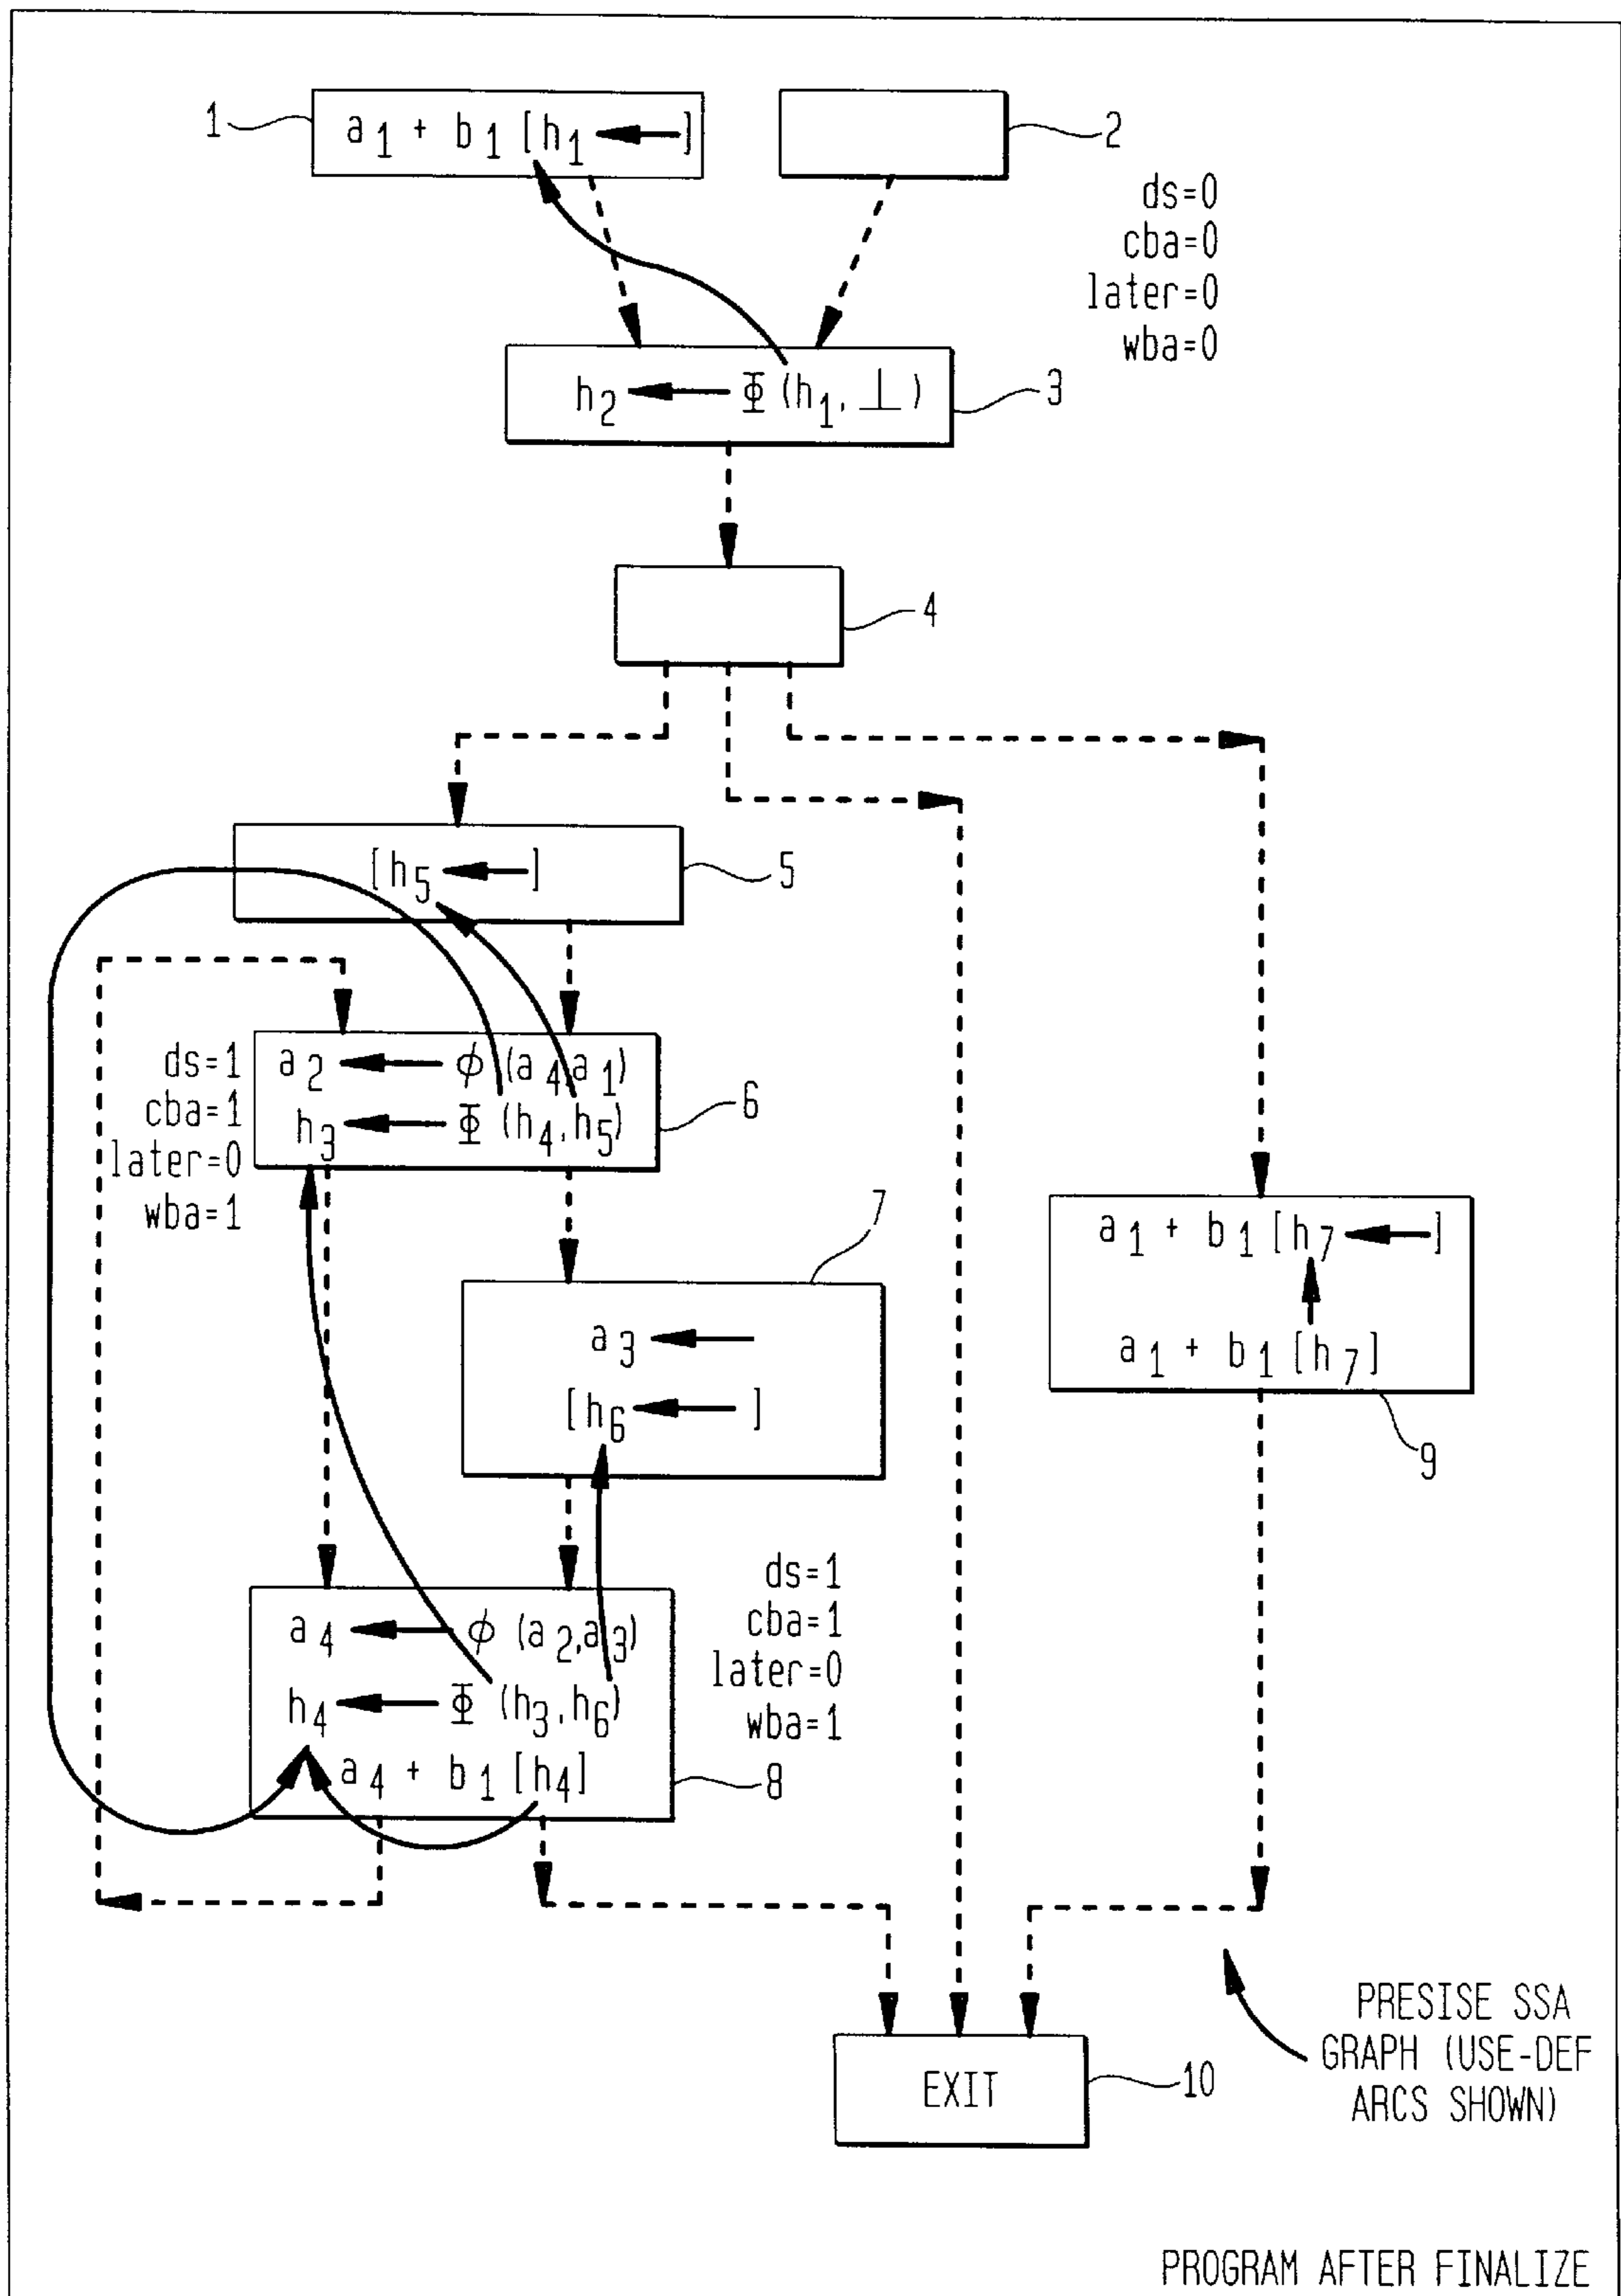 1
a₁ + b₁ [h₁ ←]
2
ds=0
cba=0
later=0
wba=0
h₂ ← Φ (h₁, ⊥)
3
4
[h₅ ←]
5
ds=1
cba=1
later=0
wba=1
a₂ ← ϕ (a₄,a₁)
h₃ ← Φ (h₄,h₅)
6
7
a₃ ←
[h₆ ← ]
a₁ + b₁ [h₇ ←]
a₁ + b₁ [h₇]
9
a₄ ← ϕ (a₂,a₃)
h₄ ← Φ (h₃,h₆)
a₄ + b₁ [h₄]
8
ds=1
cba=1
later=0
wba=1
EXIT
10
PRESISE SSA
GRAPH (USE-DEF
ARCS SHOWN)
PROGRAM AFTER FINALIZE